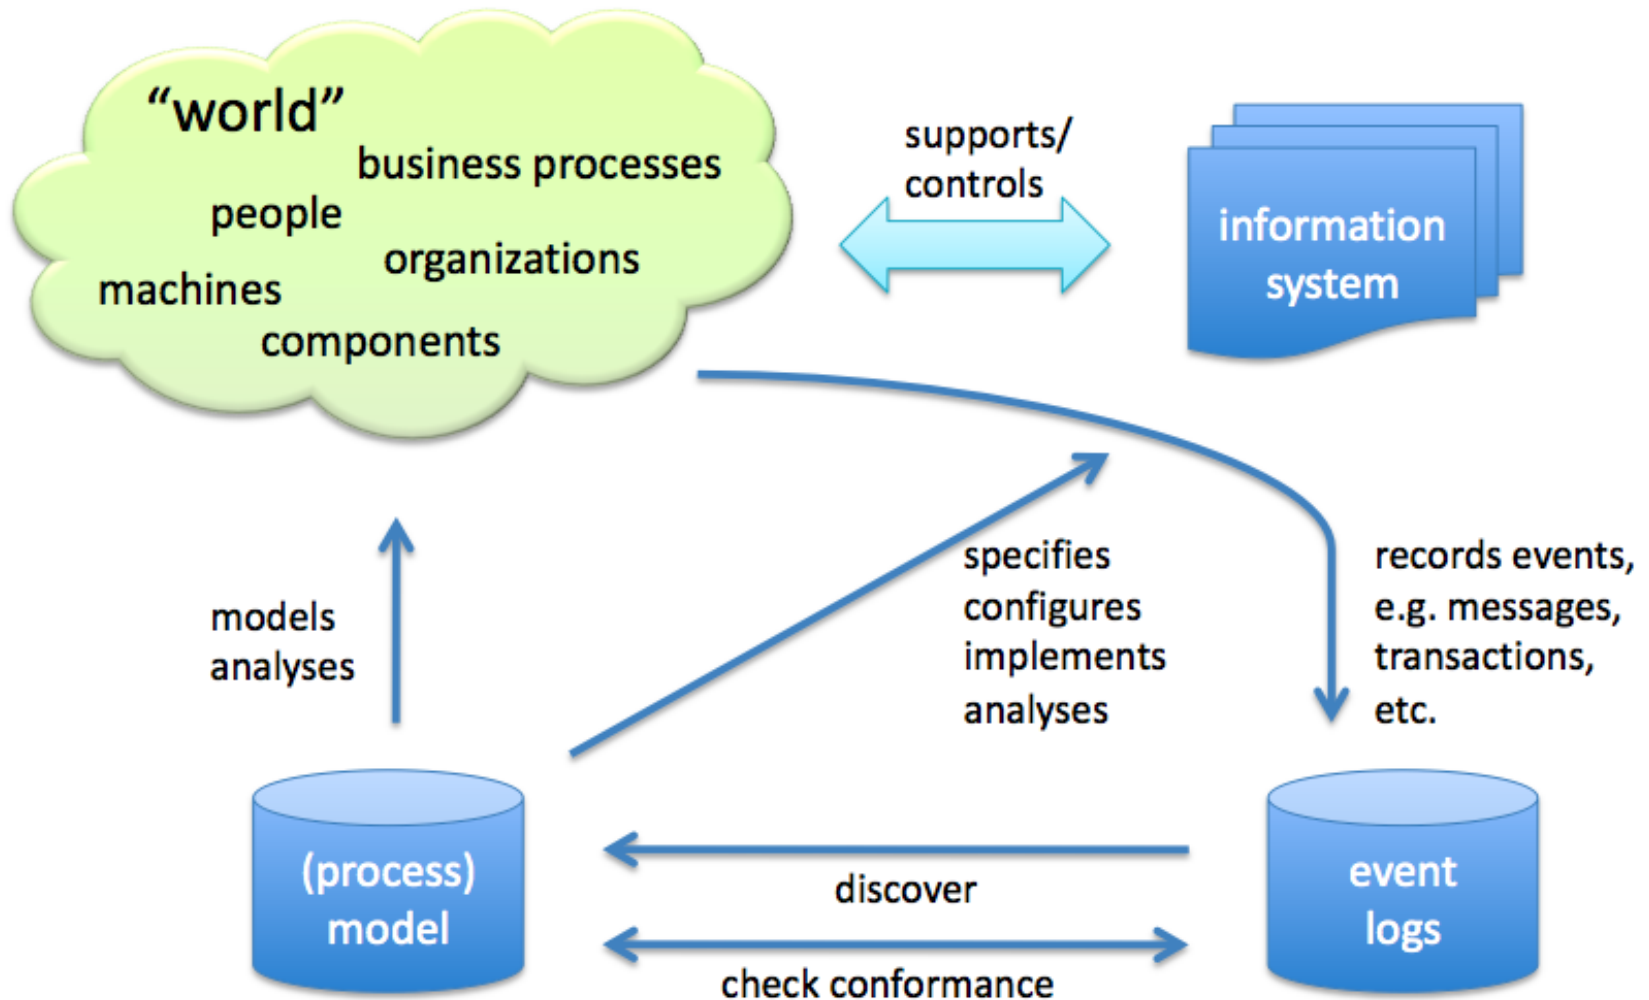 “world”
business processes
people
organizations
machines
components
supports/
controls
information
system
models
analyses
specifies
configures
implements
analyses
records events,
e.g. messages,
transactions,
etc.
(process)
model
discover
check conformance
event
logs